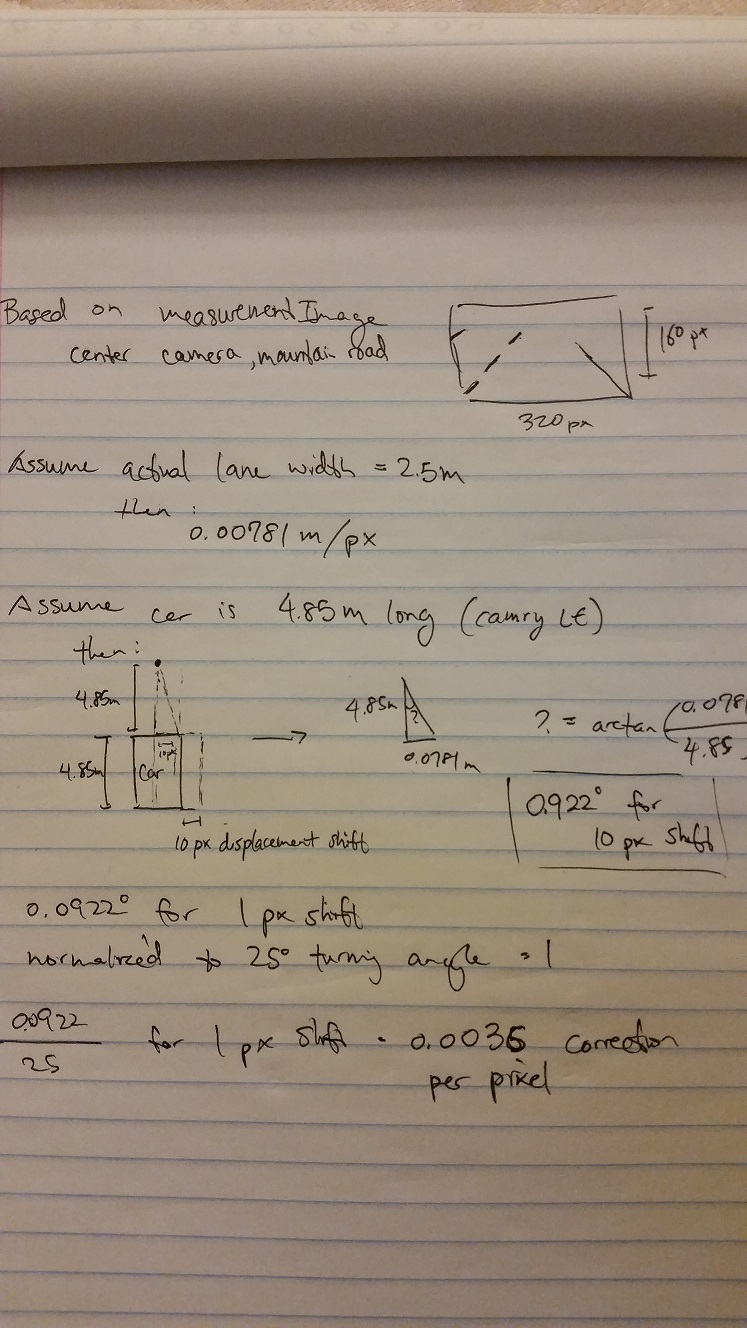 Based on measurement Image
center camera, mountain road
160 px
320 px
Assume actual lane width = 2.5m
then :
0.00781 m/px
Assume car is 4.85m long (camry LE)
then :
4.85m
4.85m
Car
10px
10 px displacement shift
4.85m
?
0.0781m
? = arctan (0.0781
4.85
0.922° for
10 px shift
0.0922° for 1 px shift
normalized to 25° turning angle = 1
0.0922
25
for 1 px shift = 0.0036 correction
per pixel